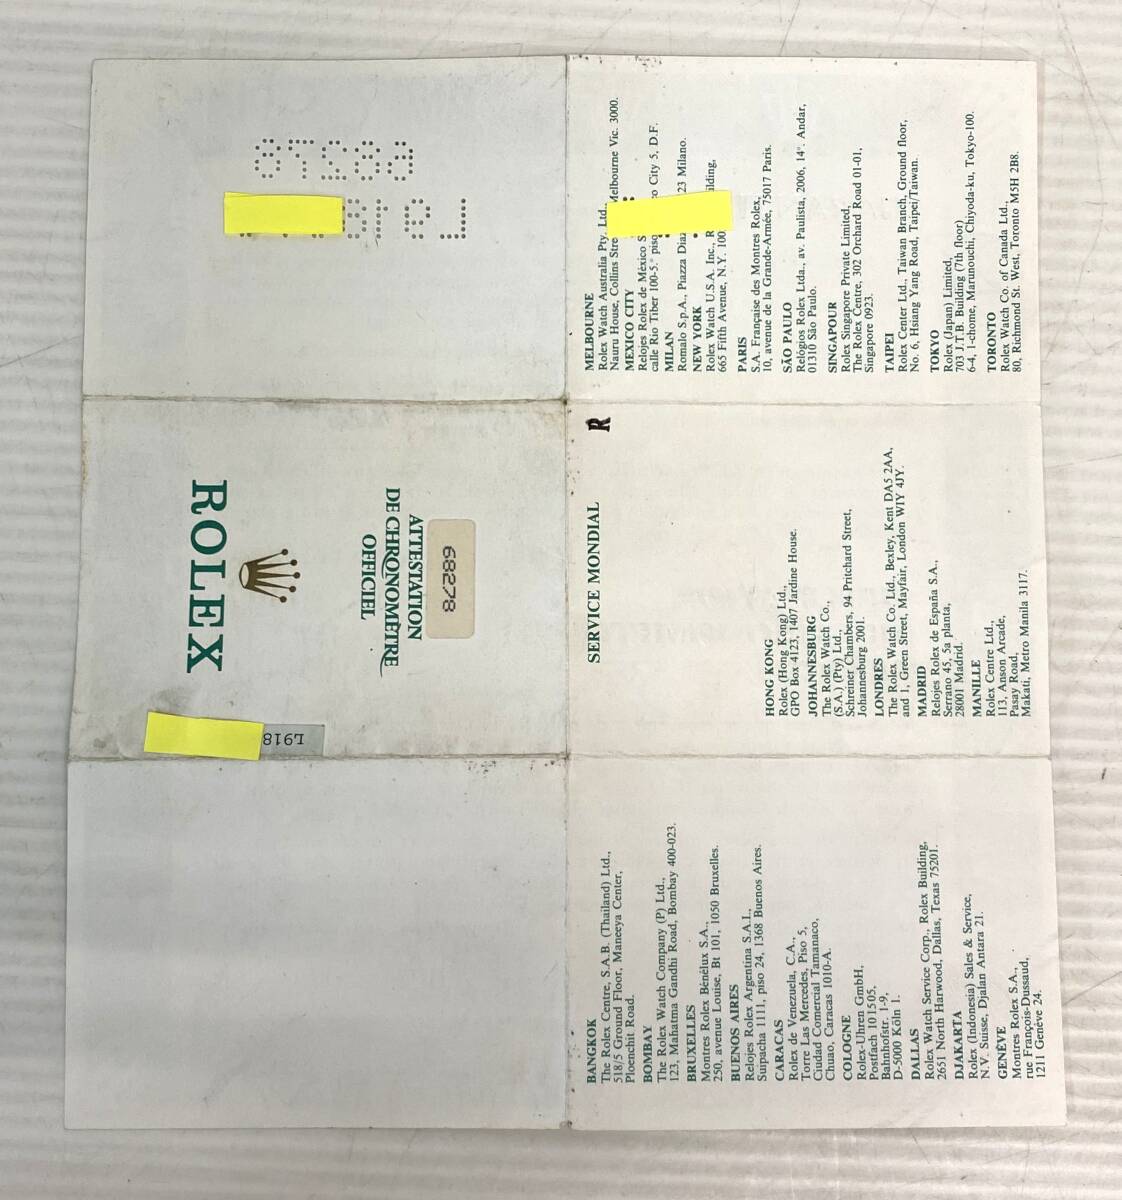 68278
L918
ROLEX
ATTESTATION
DE CHRONOMÈTRE
OFFICIEL
68278
L918
MELBOURNE
Rolex Watch Australia Pty. Ltd.,
Nauru House, Collins Melbourne Vic. 3000.
MEXICO CITY
Relojes Rolex de México
calle Rio Tiber 100-5.° piso City 5, D.F.
MILAN
Romalo S.p.A., Piazza 23 Milano.
NEW YORK
Rolex Watch U.S.A. Inc.,
665 Fifth Avenue, N.Y.
PARIS
S.A. Française des Montres Rolex,
10, avenue de la Grande-Armée, 75017 Paris.
SÃO PAULO
Relógios Rolex Ltda., av. Paulista, 2006, 14°. Andar,
01310 São Paulo.
SINGAPOUR
Rolex Singapore Private Limited,
The Rolex Centre, 302 Orchard Road 01-01,
Singapore 0923.
TAIPEI
Rolex Center Ltd., Taiwan Branch, Ground floor,
No. 6, Hsiang Yang Road, Taipei/Taiwan.
TOKYO
Rolex (Japan) Limited,
703 J.T.B. Building (7th floor)
6-4, 1-chome, Marunouchi, Chiyoda-ku, Tokyo-100.
TORONTO
Rolex Watch Co. of Canada Ltd.,
80, Richmond St. West, Toronto M5H 2B8.
R
SERVICE MONDIAL
HONG KONG
Rolex (Hong Kong) Ltd.,
GPO Box 4123, 1407 Jardine House.
JOHANNESBURG
The Rolex Watch Co.,
(S.A.) (Pty) Ltd.,
Schreiner Chambers, 94 Pritchard Street,
Johannesburg 2001.
LONDRES
The Rolex Watch Co. Ltd., Bexley, Kent DA5 2AA,
and 1, Green Street, Mayfair, London W1Y 4JY.
MADRID
Relojes Rolex de España S.A.,
Serrano 45, 5a planta,
28001 Madrid.
MANILLE
Rolex Centre Ltd.,
113, Anson Arcade,
Pasay Road,
Makati, Metro Manila 3117.
BANGKOK
The Rolex Centre, S.A.B. (Thailand) Ltd.,
518/5 Ground Floor, Maneeya Center,
Ploenchit Road.
BOMBAY
The Rolex Watch Company (P) Ltd.,
123, Mahatma Gandhi Road, Bombay 400-023.
BRUXELLES
Montres Rolex Bénélux S.A.,
250, avenue Louise, Bt 101, 1050 Bruxelles.
BUENOS AIRES
Relojes Rolex Argentina S.A.I.,
Suipacha 1111, piso 24, 1368 Buenos Aires.
CARACAS
Rolex de Venezuela, C.A.,
Torre Las Mercedes, Piso 5,
Ciudad Comercial Tamanaco,
Chuao, Caracas 1010-A.
COLOGNE
Rolex-Uhren GmbH,
Postfach 101505,
Bahnhofstr. 1-9,
D-5000 Köln 1.
DALLAS
Rolex Watch Service Corp., Rolex Building,
2651 North Harwood, Dallas, Texas 75201.
DJAKARTA
Rolex (Indonesia) Sales & Service,
N.V. Suisse, Djalan Antara 21.
GENÈVE
Montres Rolex S.A.,
rue François-Dussaud,
1211 Genève 24.